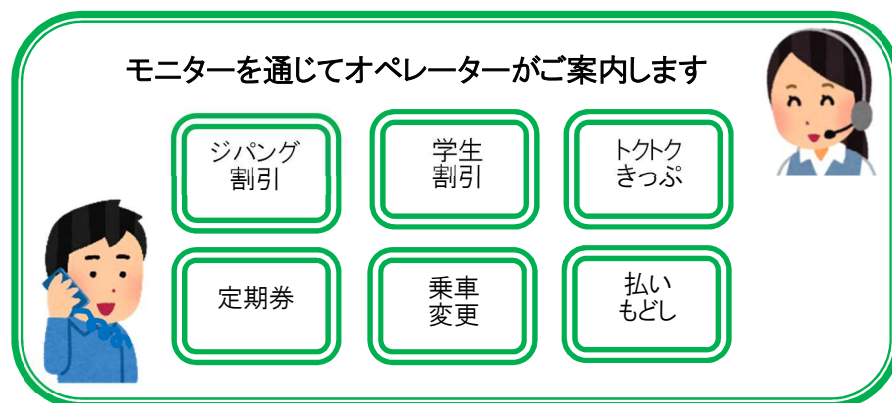 モニターを通じてオペレーターがご案内します
ジパング
割引
学生
割引
トクトク
きっぷ
定期券
乗車
変更
払い
もどし